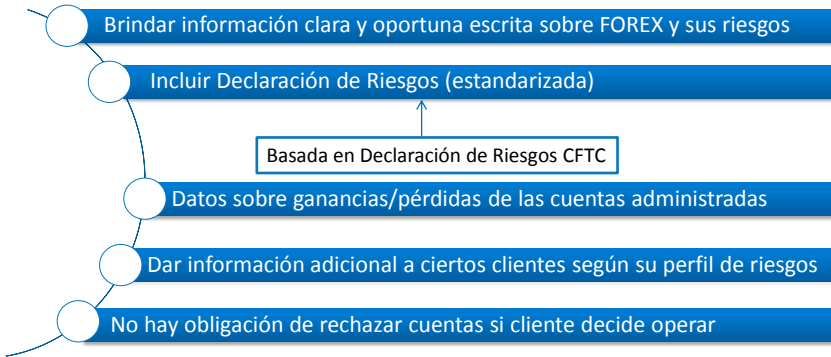 Brindar información clara y oportuna escrita sobre FOREX y sus riesgos
Incluir Declaración de Riesgos (estandarizada)
Basada en Declaración de Riesgos CFTC
Datos sobre ganancias/pérdidas de las cuentas administradas
Dar información adicional a ciertos clientes según su perfil de riesgos
No hay obligación de rechazar cuentas si cliente decide operar